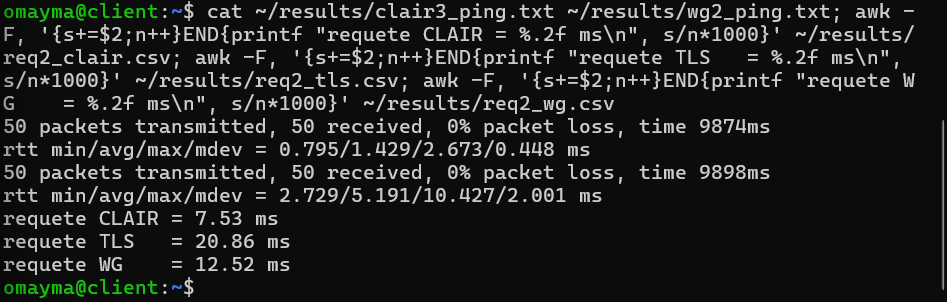 omayma@client:~$ cat ~/results/clair3_ping.txt ~/results/wg2_ping.txt; awk -
F, '{s+=$2;n++}END{printf "requete CLAIR = %.2f ms\n", s/n*1000}' ~/results/
req2_clair.csv; awk -F, '{s+=$2;n++}END{printf "requete TLS   = %.2f ms\n",
s/n*1000}' ~/results/req2_tls.csv; awk -F, '{s+=$2;n++}END{printf "requete W
G    = %.2f ms\n", s/n*1000}' ~/results/req2_wg.csv
50 packets transmitted, 50 received, 0% packet loss, time 9874ms
rtt min/avg/max/mdev = 0.795/1.429/2.673/0.448 ms
50 packets transmitted, 50 received, 0% packet loss, time 9898ms
rtt min/avg/max/mdev = 2.729/5.191/10.427/2.001 ms
requete CLAIR = 7.53 ms
requete TLS   = 20.86 ms
requete WG    = 12.52 ms
omayma@client:~$